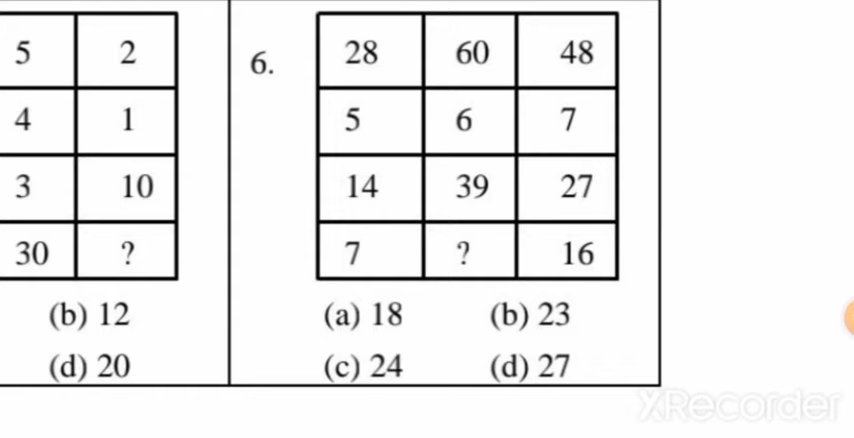 5 2
4 1
3 10
30 ?
(b) 12
(d) 20
6.
28 60 48
5 6 7
14 39 27
7 ? 16
(a) 18 (b) 23
(c) 24 (d) 27
XRecorder